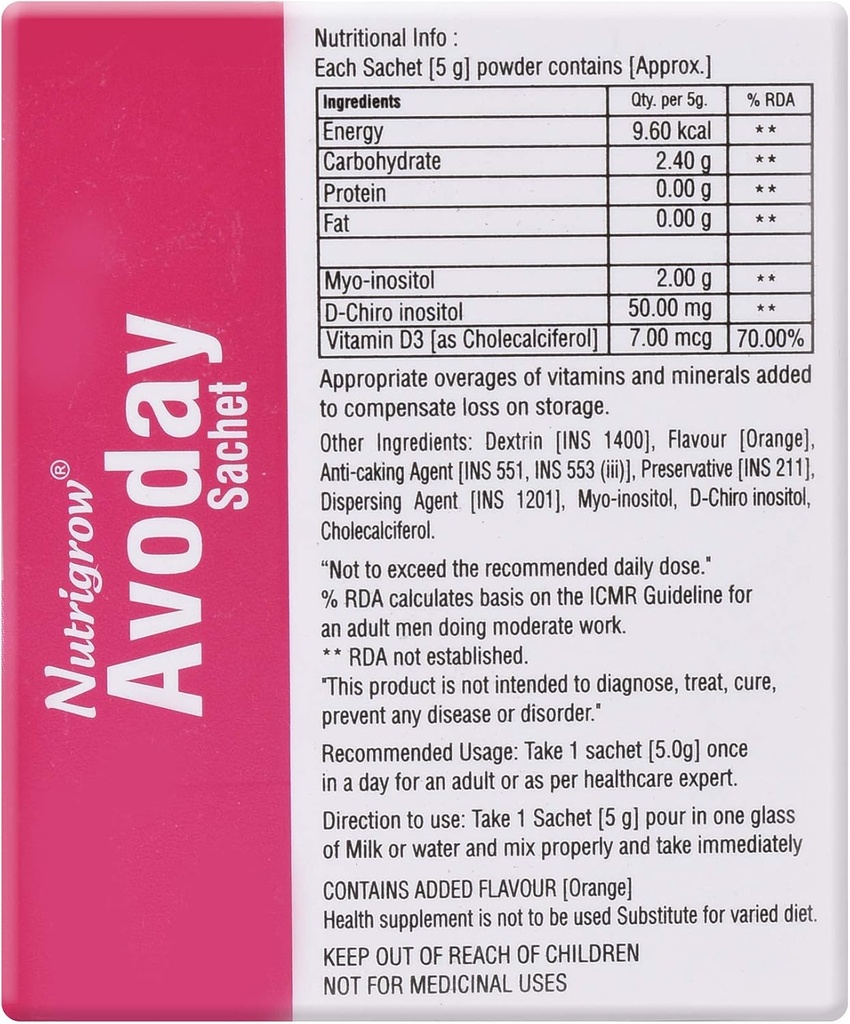 Nutrigrow®
Avoday
Sachet
Nutritional Info :
Each Sachet [5 g] powder contains [Approx.]
Ingredients Qty. per 5g. % RDA
Energy 9.60 kcal **
Carbohydrate 2.40 g **
Protein 0.00 g **
Fat 0.00 g **
Myo-inositol 2.00 g **
D-Chiro inositol 50.00 mg **
Vitamin D3 [as Cholecalciferol] 7.00 mcg 70.00%
Appropriate overages of vitamins and minerals added
to compensate loss on storage.
Other Ingredients: Dextrin [INS 1400], Flavour [Orange],
Anti-caking Agent [INS 551, INS 553 (iii)], Preservative [INS 211],
Dispersing Agent [INS 1201], Myo-inositol, D-Chiro inositol,
Cholecalciferol.
“Not to exceed the recommended daily dose."
% RDA calculates basis on the ICMR Guideline for
an adult men doing moderate work.
** RDA not established.
"This product is not intended to diagnose, treat, cure,
prevent any disease or disorder."
Recommended Usage: Take 1 sachet [5.0g] once
in a day for an adult or as per healthcare expert.
Direction to use: Take 1 Sachet [5 g] pour in one glass
of Milk or water and mix properly and take immediately
CONTAINS ADDED FLAVOUR [Orange]
Health supplement is not to be used Substitute for varied diet.
KEEP OUT OF REACH OF CHILDREN
NOT FOR MEDICINAL USES